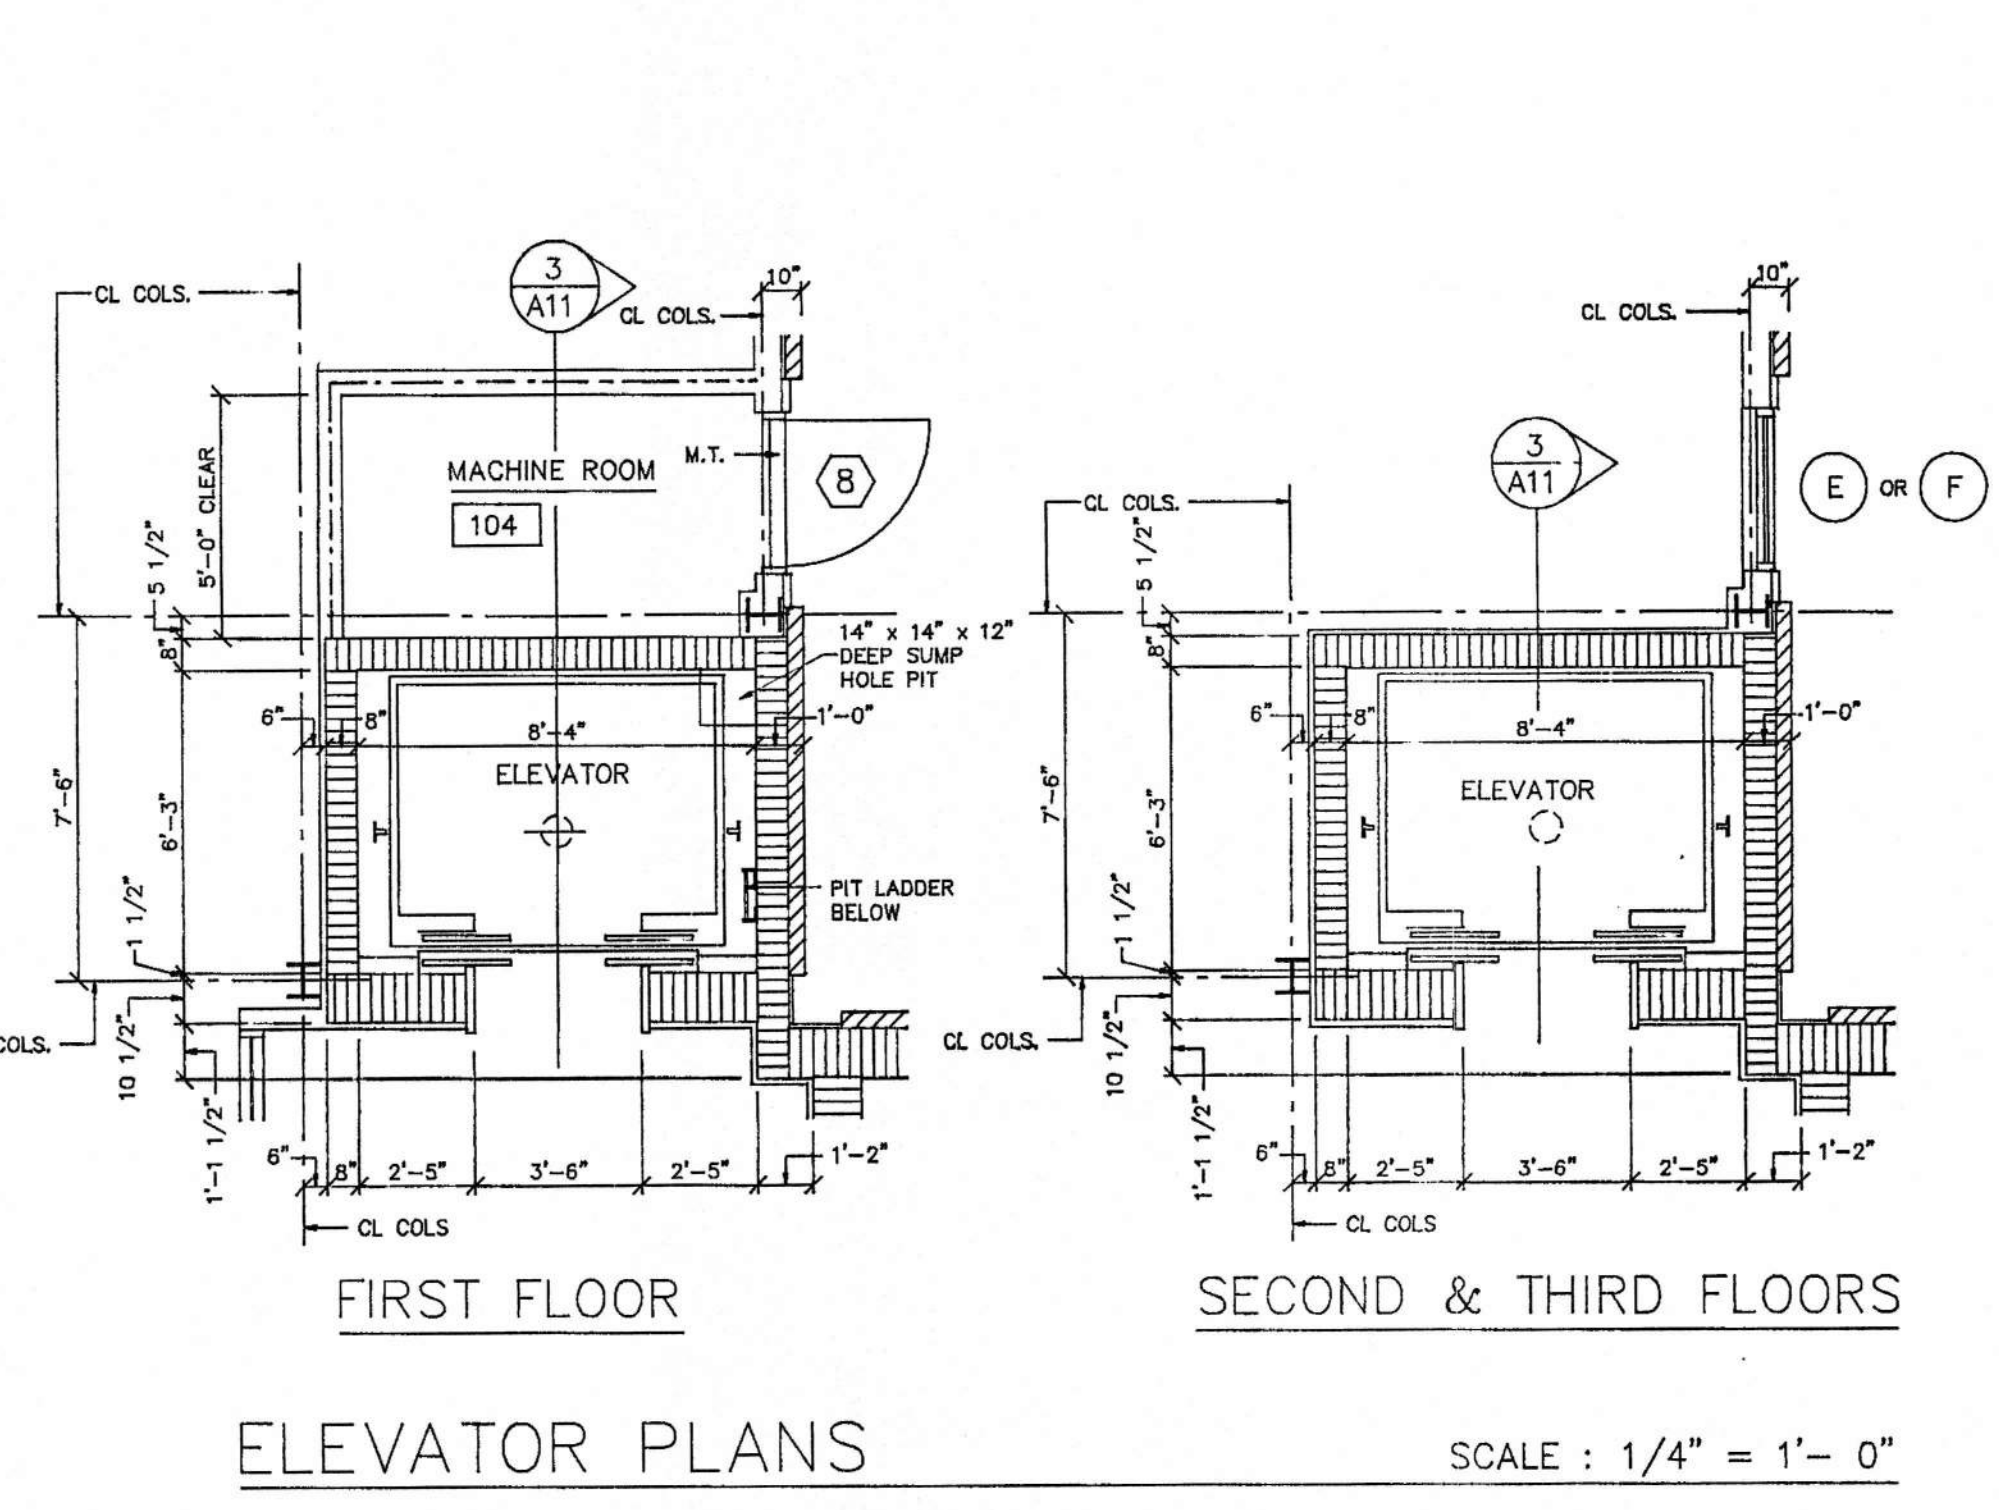 3
A11
10"
CL COLS.
CL COLS.
5'-0" CLEAR
MACHINE ROOM
104
M.T.
8
5 1/2"
8"
14" x 14" x 12"
DEEP SUMP
HOLE PIT
6"
8"
8'-4"
1'-0"
ELEVATOR
7'-6"
6'-3"
PIT LADDER
BELOW
1 1/2"
COLS.
10 1/2"
1'-1 1/2"
6"
8"
2'-5"
3'-6"
2'-5"
1'-2"
CL COLS
FIRST FLOOR
10"
CL COLS.
3
A11
E OR F
CL COLS.
5 1/2"
8"
6"
8"
8'-4"
1'-0"
ELEVATOR
7'-6"
6'-3"
1 1/2"
CL COLS.
10 1/2"
1'-1 1/2"
6"
8"
2'-5"
3'-6"
2'-5"
1'-2"
CL COLS
SECOND & THIRD FLOORS
ELEVATOR PLANS
SCALE : 1/4" = 1'- 0"